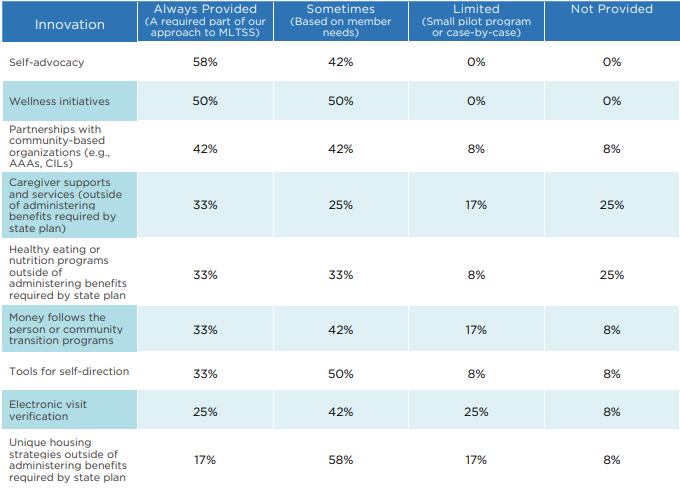 Innovation
Always Provided
(A required part of our
approach to MLTSS)
Sometimes
(Based on member
needs)
Limited
(Small pilot program
or case-by-case)
Not Provided
Self-advocacy
58% 42% 0% 0%
Wellness initiatives
50% 50% 0% 0%
Partnerships with
community-based
organizations (e.g.,
AAAs, CILs)
42% 42% 8% 8%
Caregiver supports
and services (outside
of administering
benefits required by
state plan)
33% 25% 17% 25%
Healthy eating or
nutrition programs
outside of
administering benefits
required by state plan
33% 33% 8% 25%
Money follows the
person or community
transition programs
33% 42% 17% 8%
Tools for self-direction
33% 50% 8% 8%
Electronic visit
verification
25% 42% 25% 8%
Unique housing
strategies outside of
administering benefits
required by state plan
17% 58% 17% 8%